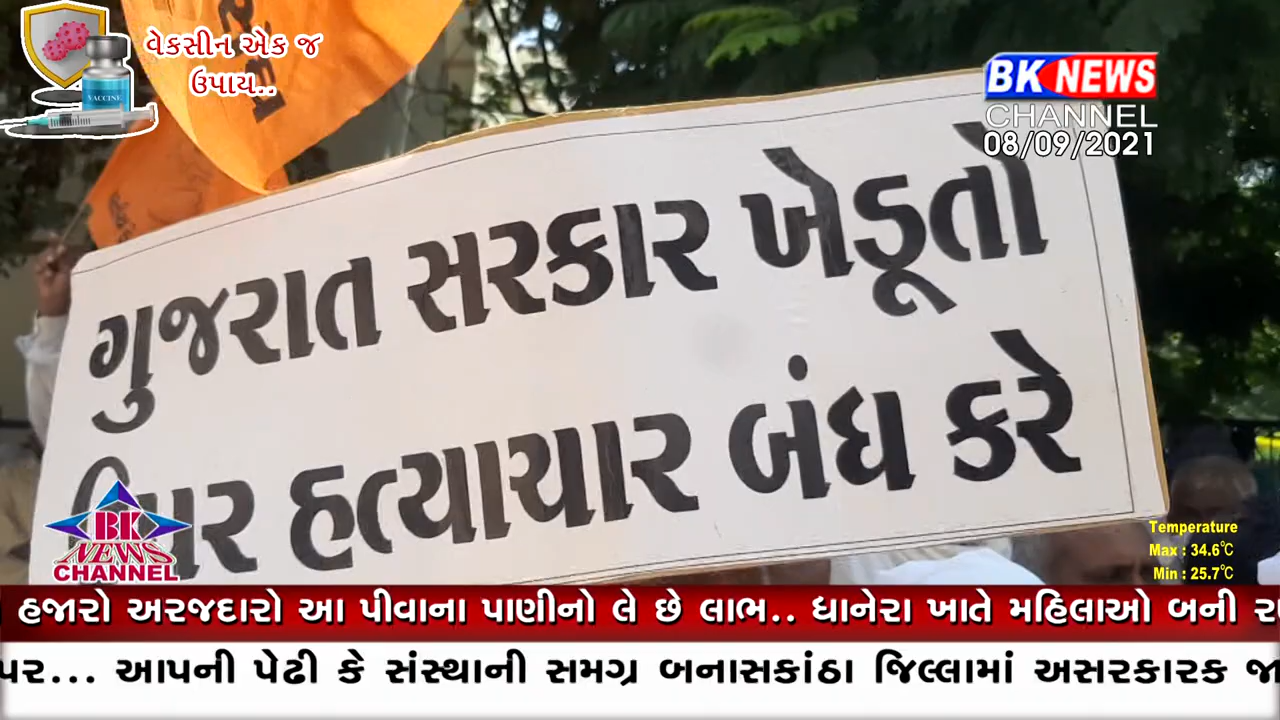 વેકસીન એક જ
ઉપાય..
VACCINE
BK NEWS
CHANNEL
08/09/2021
ગુજરાત સરકાર ખેડૂતો
હત્યાચાર બંધ કરે
BK
NEWS
CHANNEL
Temperature
Max : 34.6°C
Min : 25.7°C
હજારો અરજદારો આ પીવાના પાણીનો લે છે લાભ.. ધાનેરા ખાતે મહિલાઓ બની
પર... આપની પેઢી કે સંસ્થાની સમગ્ર બનાસકાંઠા જિલ્લામાં અસરકારક